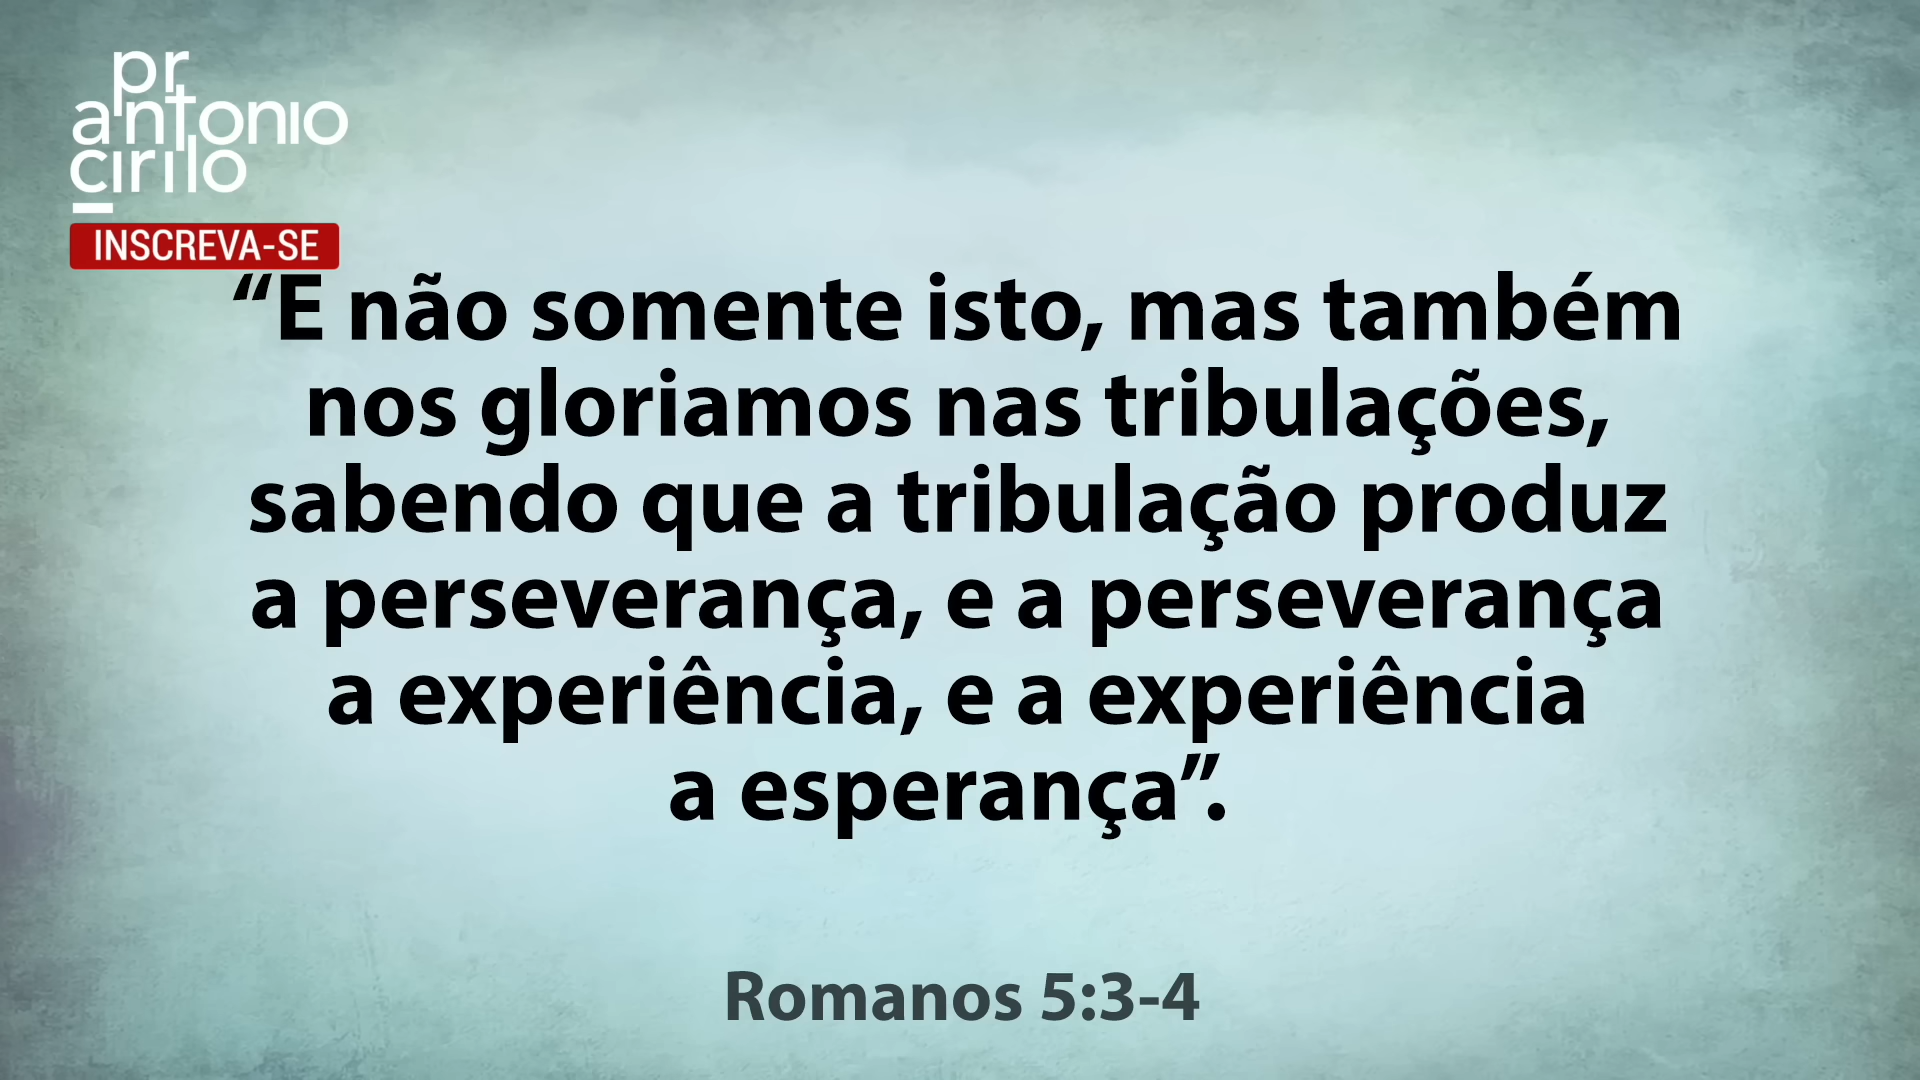 pr
antonio
cirilo
INSCREVA-SE
“E não somente isto, mas também
nos gloriamos nas tribulações,
sabendo que a tribulação produz
a perseverança, e a perseverança
a experiência, e a experiência
a esperança”.
Romanos 5:3-4